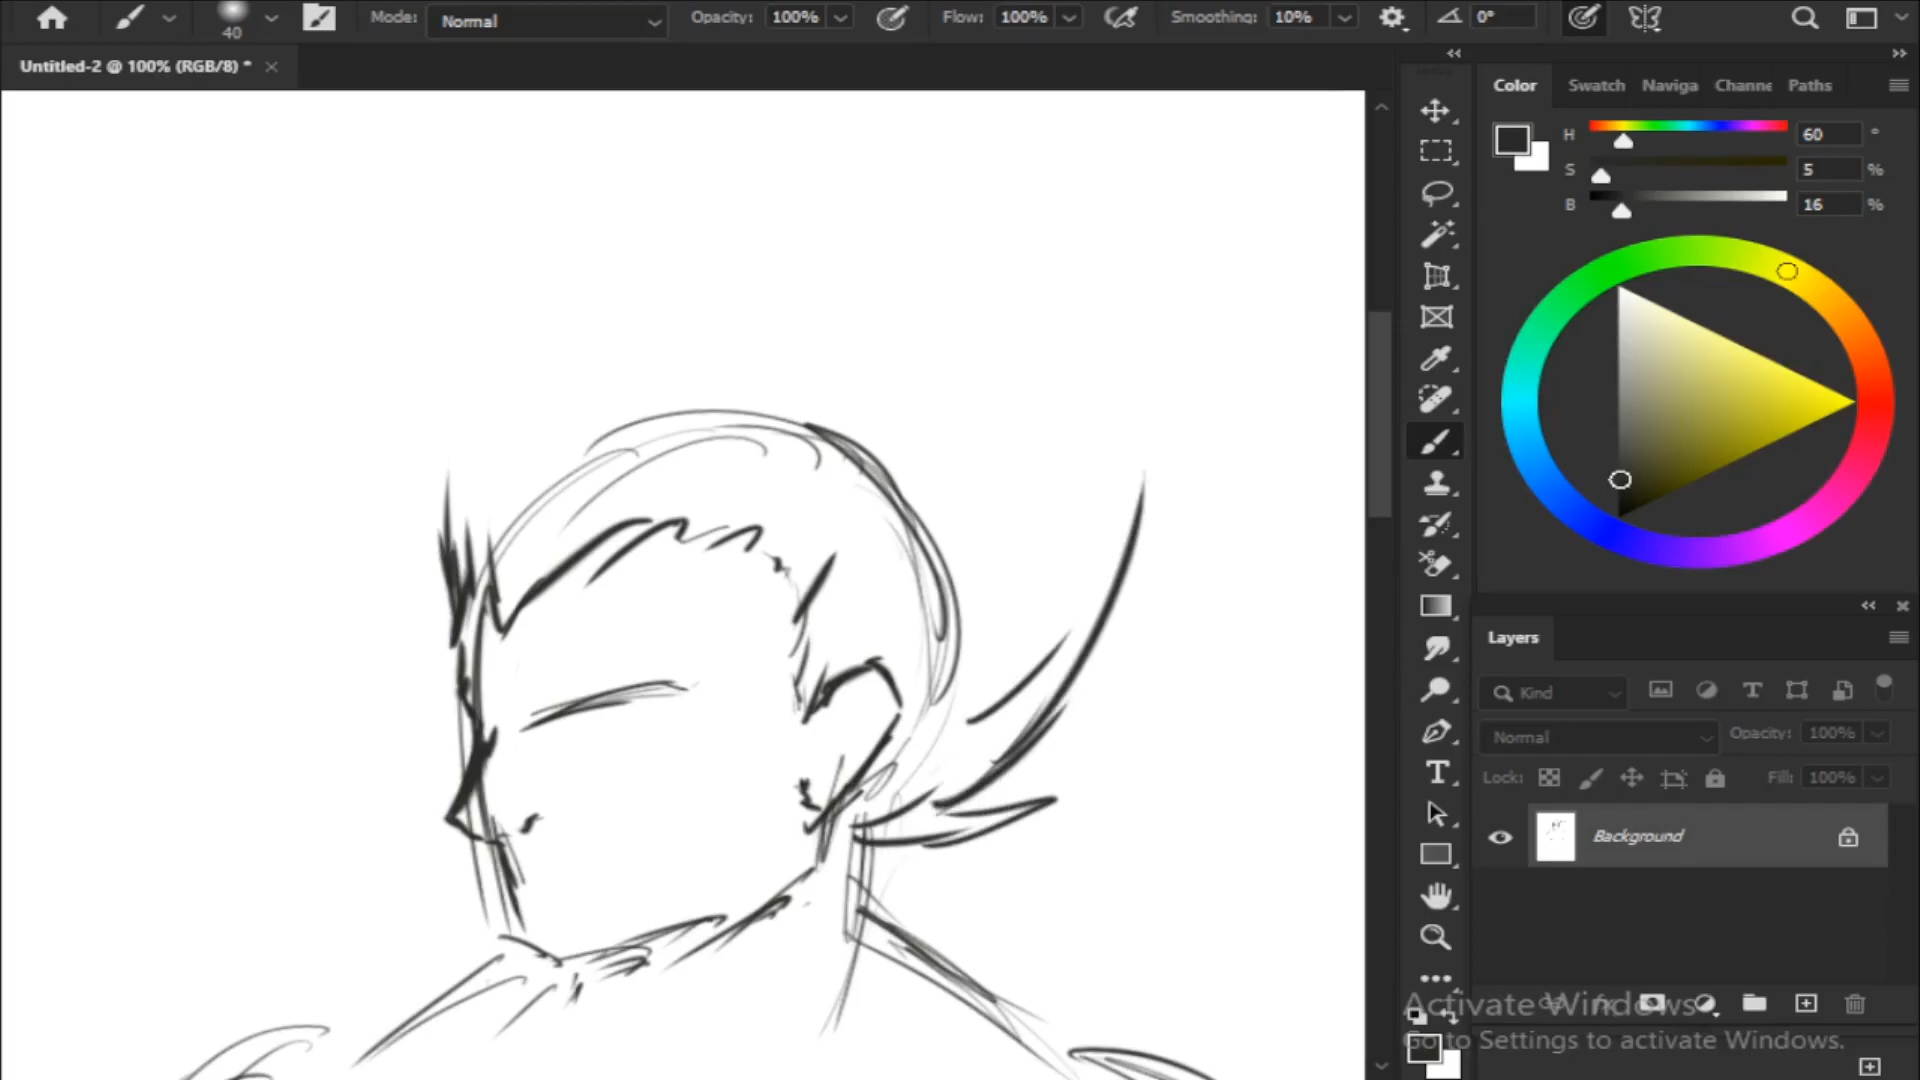 Mode: Normal Opacity: 100% Flow: 100% Smoothing: 10% 0°
40
Untitled-2 @ 100% (RGB/8) *
Color Swatch Naviga Channe Paths
H 60 °
S 5 %
B 16 %
Layers
Kind
Normal Opacity: 100%
Lock: Fill: 100%
Background
Activate Windows
Go to Settings to activate Windows.